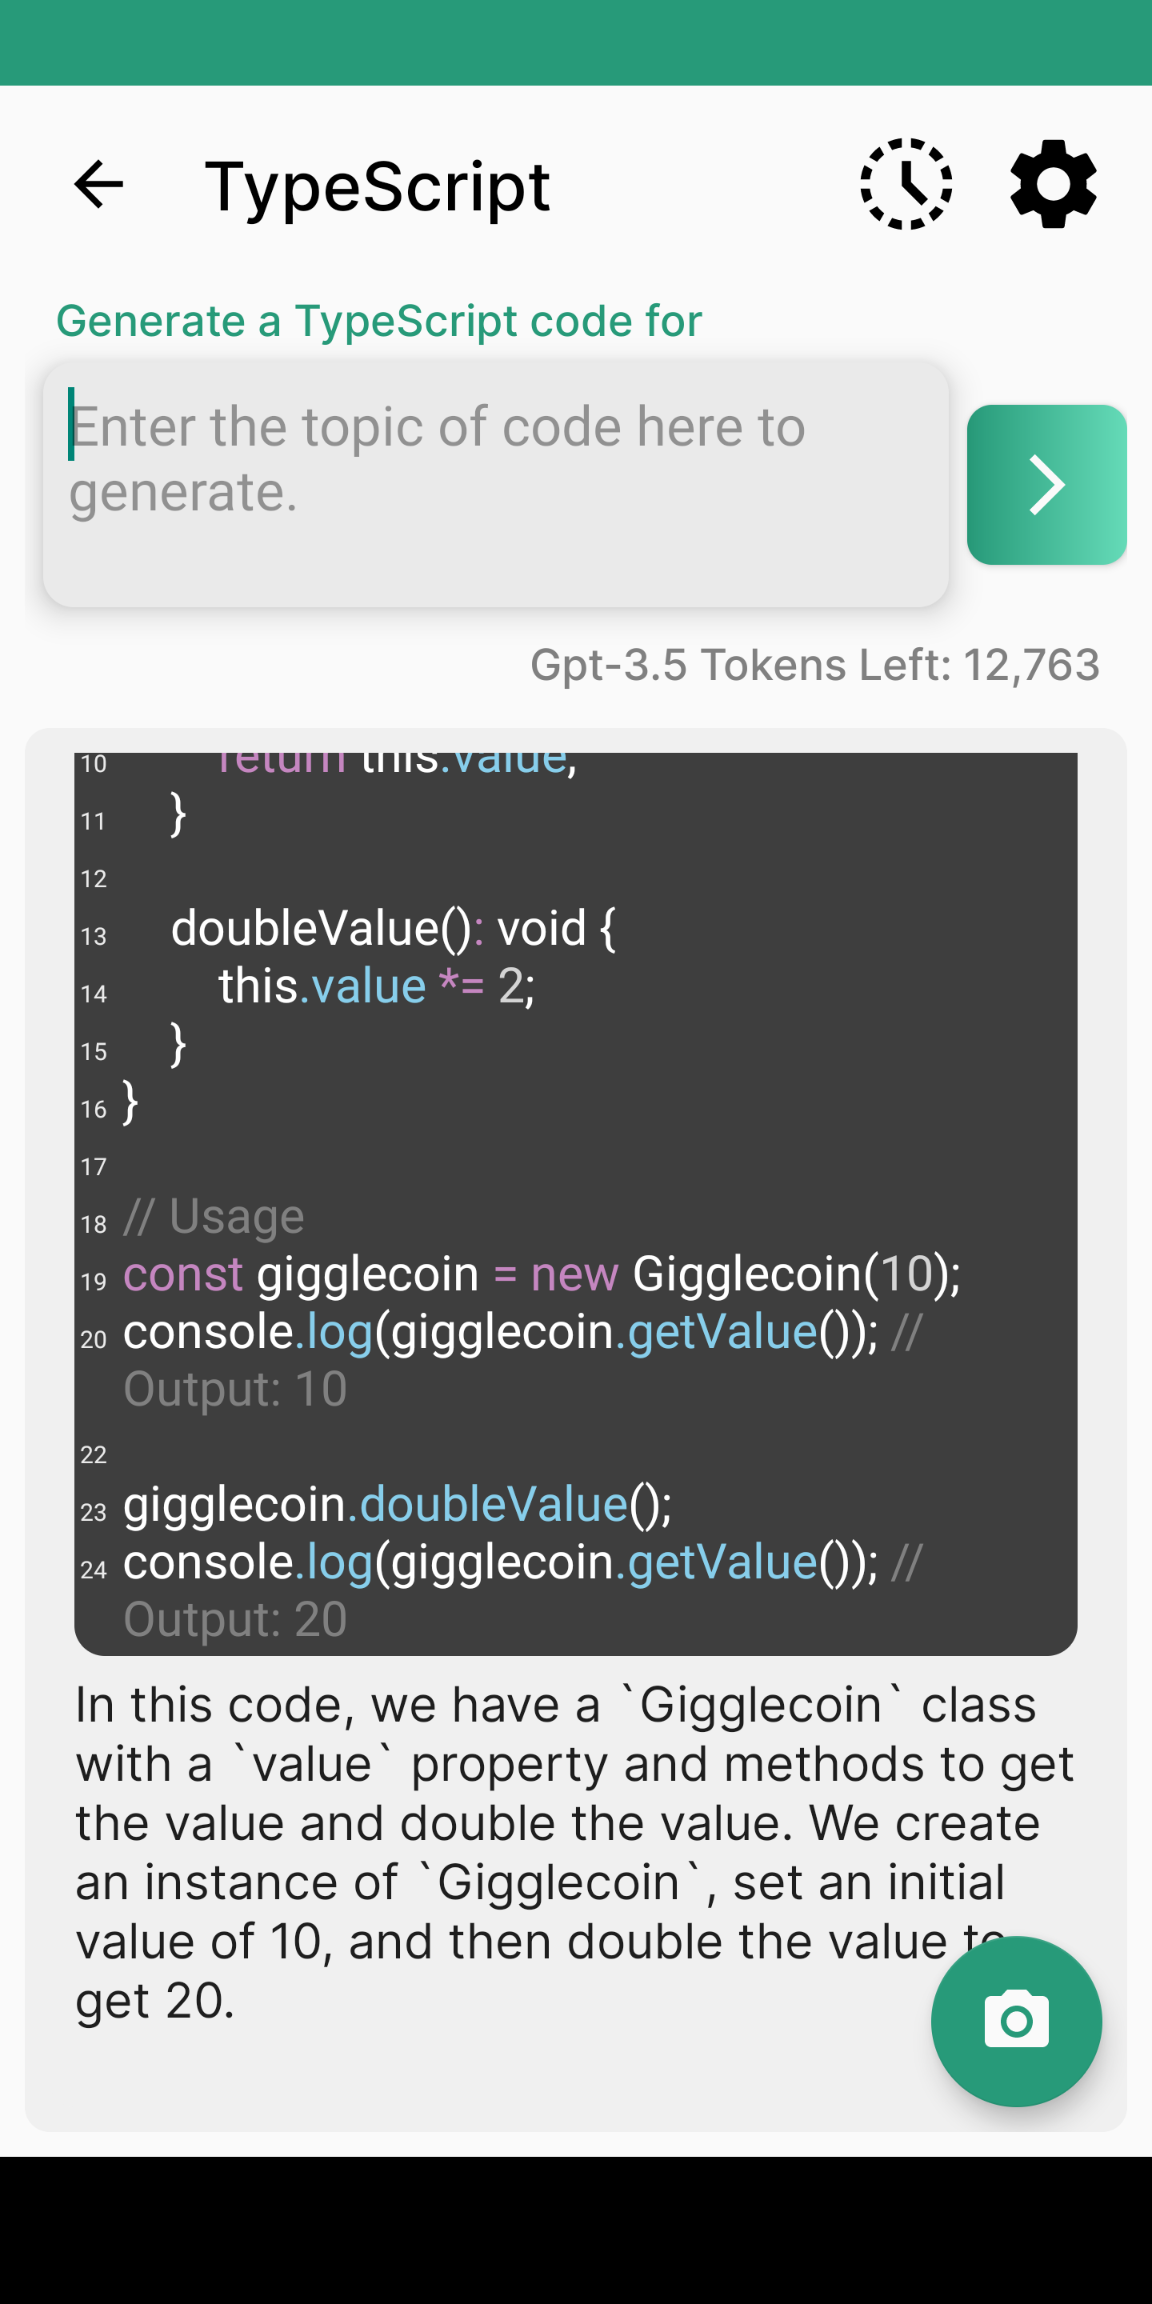 TypeScript
Generate a TypeScript code for
Enter the topic of code here to
generate.
Gpt-3.5 Tokens Left: 12,763
10 return this.value;
11 }
12
13 doubleValue(): void {
14 this.value *= 2;
15 }
16 }
17
18 // Usage
19 const gigglecoin = new Gigglecoin(10);
20 console.log(gigglecoin.getValue()); //
Output: 10
22
23 gigglecoin.doubleValue();
24 console.log(gigglecoin.getValue()); //
Output: 20
In this code, we have a `Gigglecoin` class
with a `value` property and methods to get
the value and double the value. We create
an instance of `Gigglecoin`, set an initial
value of 10, and then double the value to
get 20.